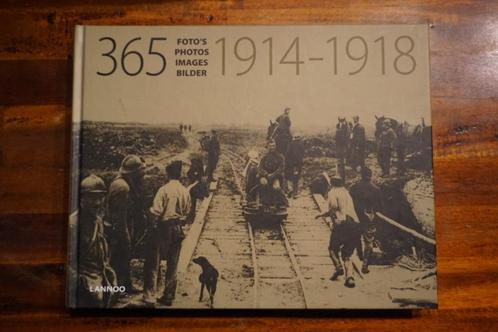 365
FOTO'S
PHOTOS
IMAGES
BILDER
1914-1918
LANNOO